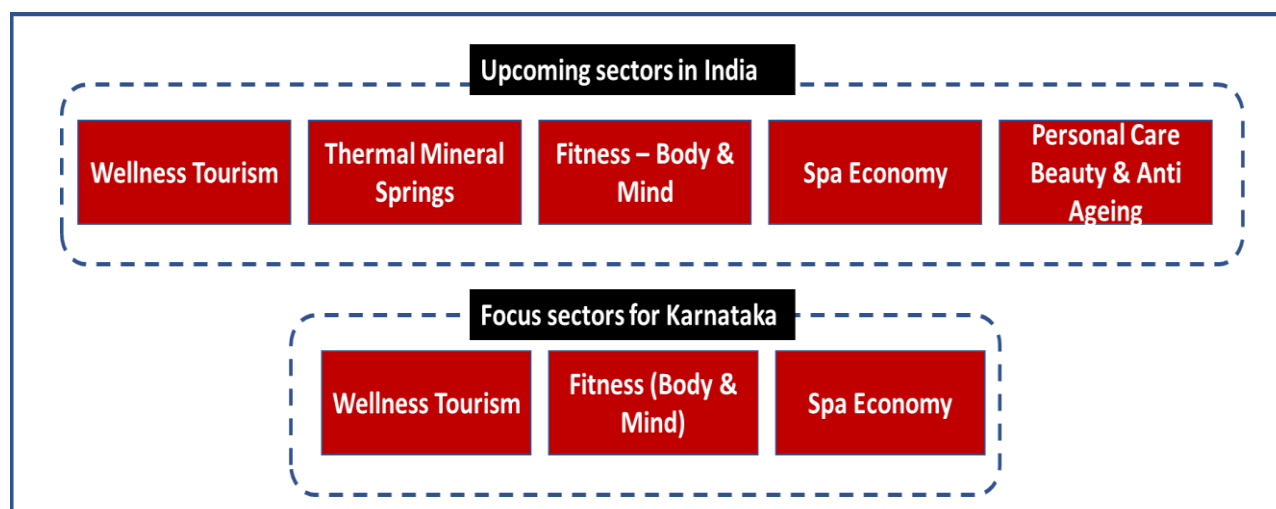 Upcoming sectors in India
Wellness Tourism
Thermal Mineral
Springs
Fitness – Body &
Mind
Spa Economy
Personal Care
Beauty & Anti
Ageing
Focus sectors for Karnataka
Wellness Tourism
Fitness (Body &
Mind)
Spa Economy